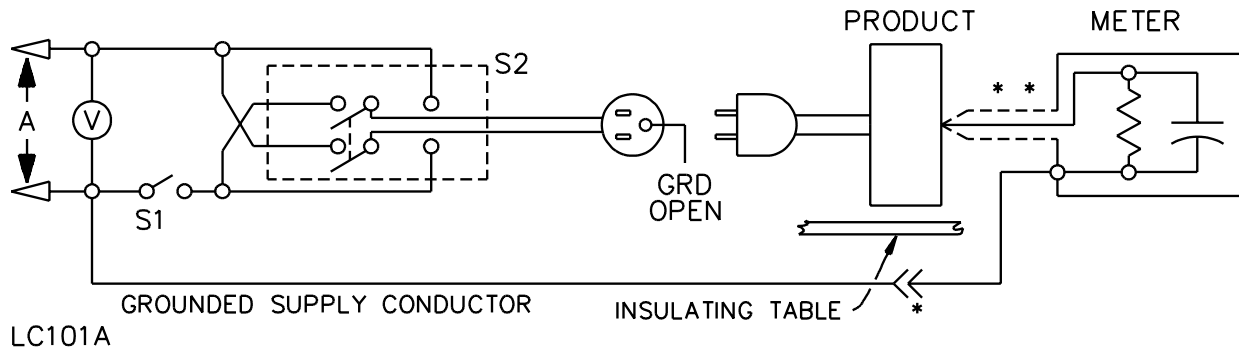 PRODUCT
METER
S2
* *
A
V
S1
GRD
OPEN
GROUNDED SUPPLY CONDUCTOR
INSULATING TABLE
*
LC101A